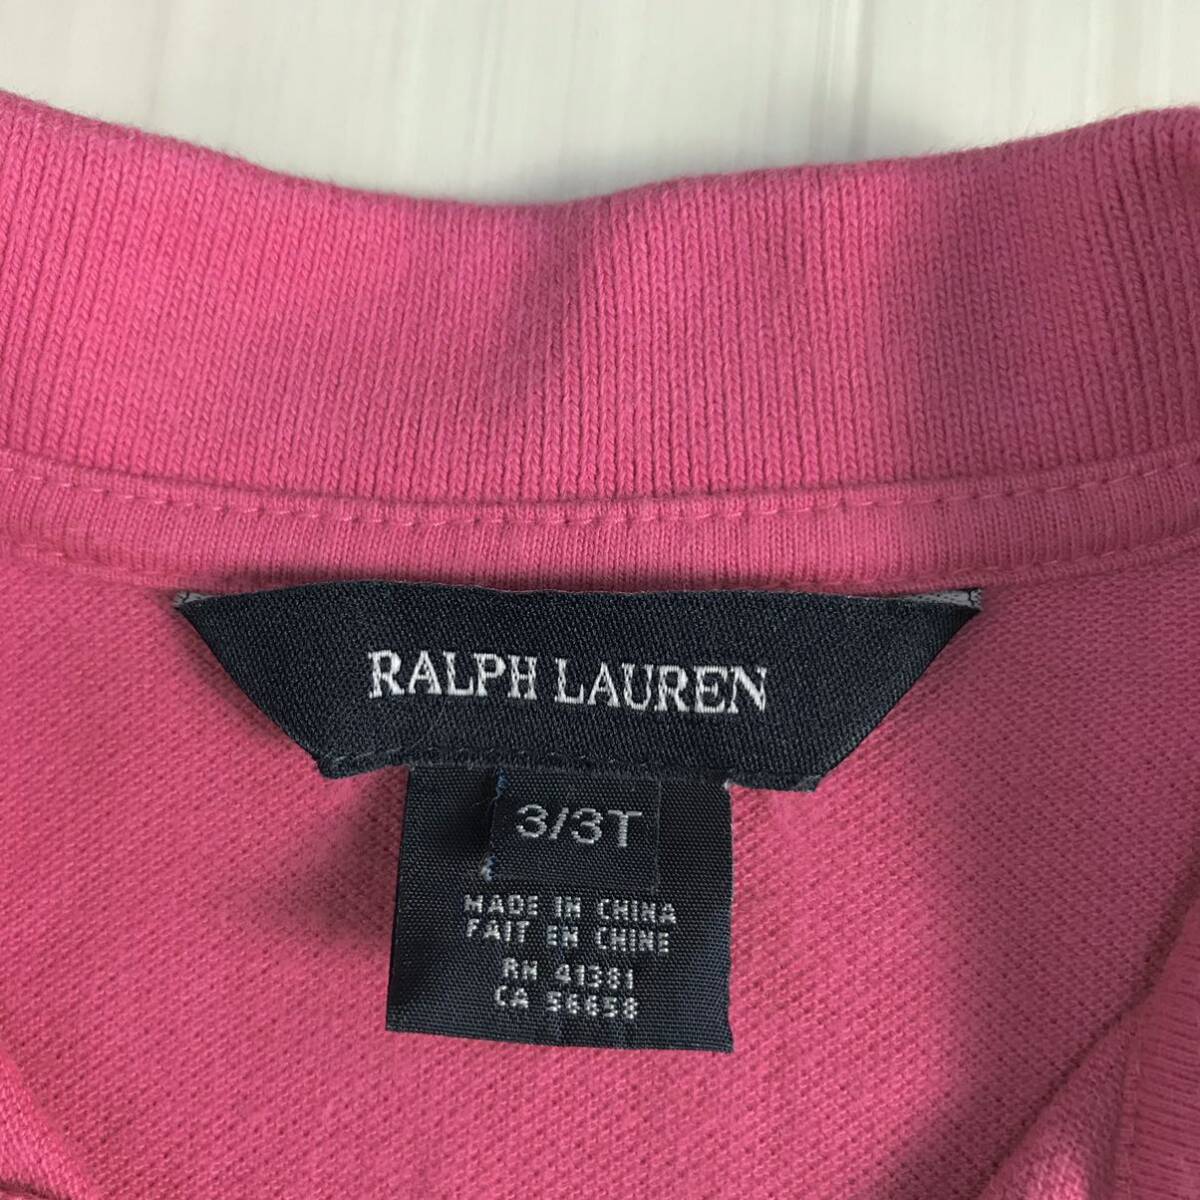 RALPH LAUREN
3/3T
MADE IN CHINA
FAIT EN CHINE
RN 41381
CA 56658